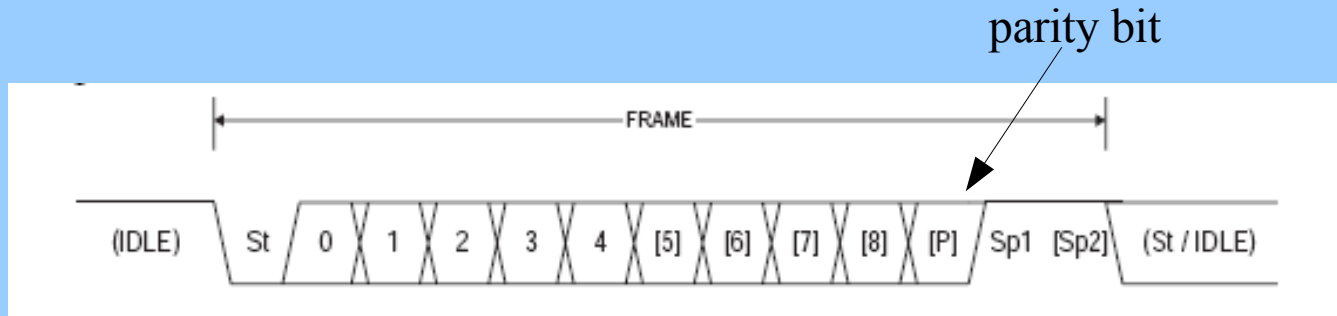 parity bit
FRAME
(IDLE) St 0 1 2 3 4 [5] [6] [7] [8] [P] Sp1 [Sp2] (St / IDLE)